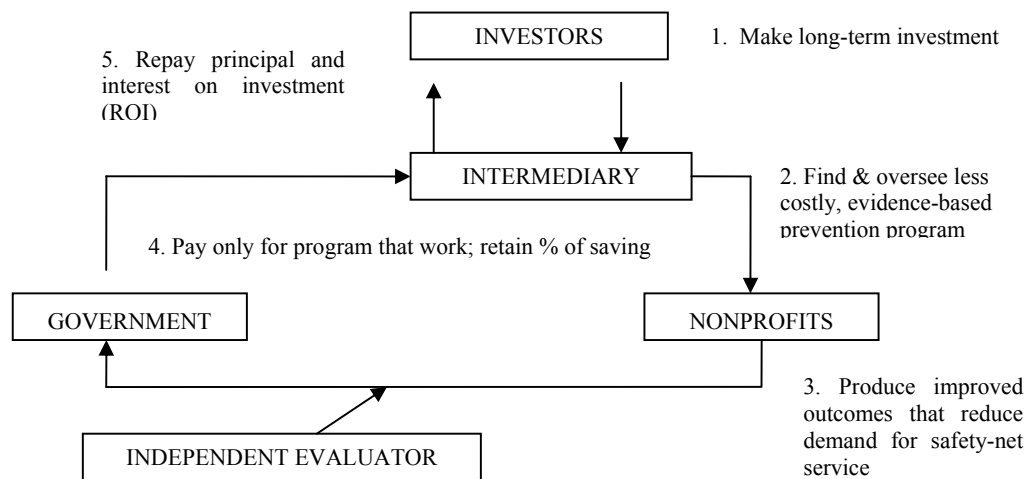 INVESTORS
1. Make long-term investment
5. Repay principal and
interest on investment
(ROI)
INTERMEDIARY
2. Find & oversee less
costly, evidence-based
prevention program
4. Pay only for program that work; retain % of saving
GOVERNMENT
NONPROFITS
3. Produce improved
outcomes that reduce
demand for safety-net
service
INDEPENDENT EVALUATOR